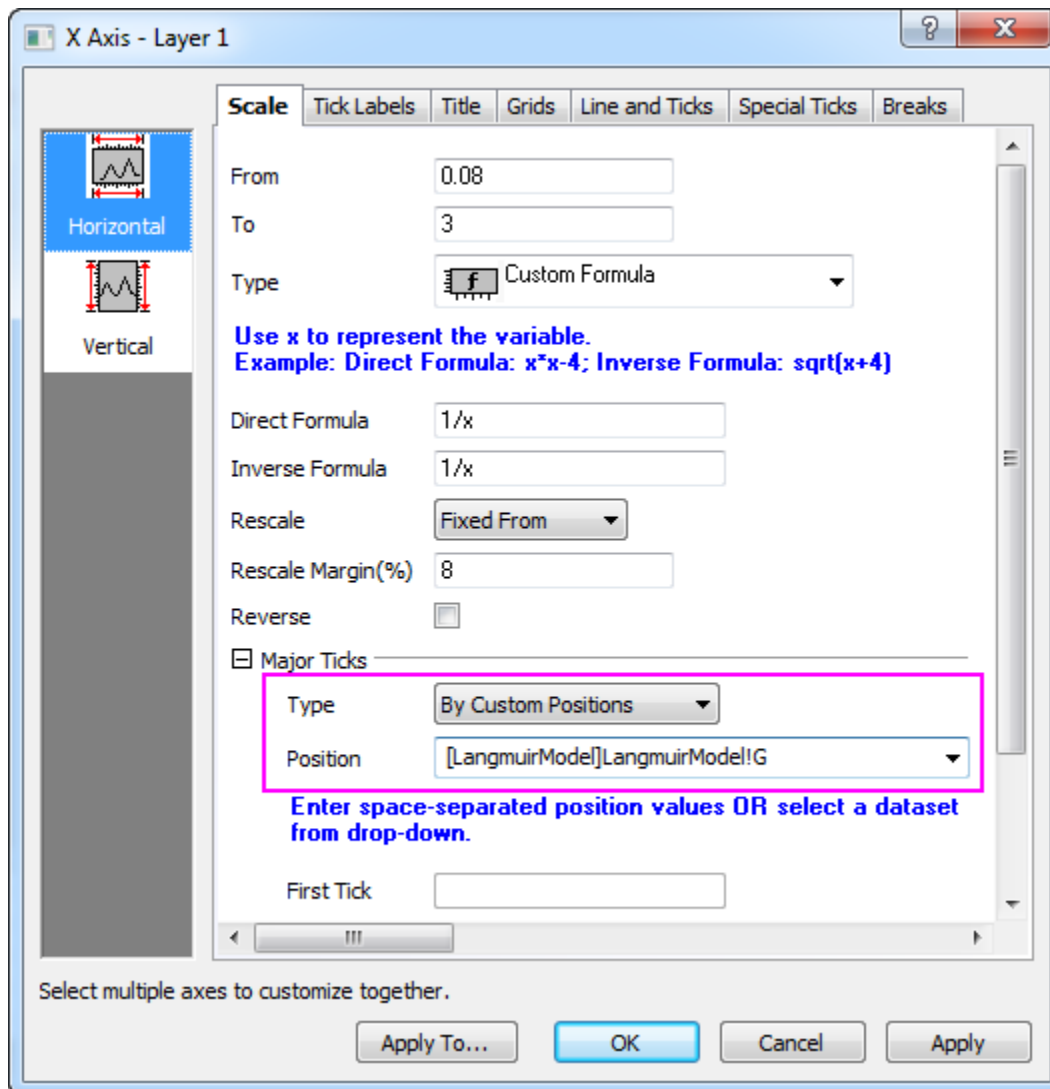 X Axis - Layer 1
Scale Tick Labels Title Grids Line and Ticks Special Ticks Breaks
Horizontal
Vertical
From 0.08
To 3
Type Custom Formula
Use x to represent the variable.
Example: Direct Formula: x*x-4; Inverse Formula: sqrt(x+4)
Direct Formula 1/x
Inverse Formula 1/x
Rescale Fixed From
Rescale Margin(%) 8
Reverse
Major Ticks
Type By Custom Positions
Position [LangmuirModel]LangmuirModel!G
Enter space-separated position values OR select a dataset
from drop-down.
First Tick
Select multiple axes to customize together.
Apply To... OK Cancel Apply